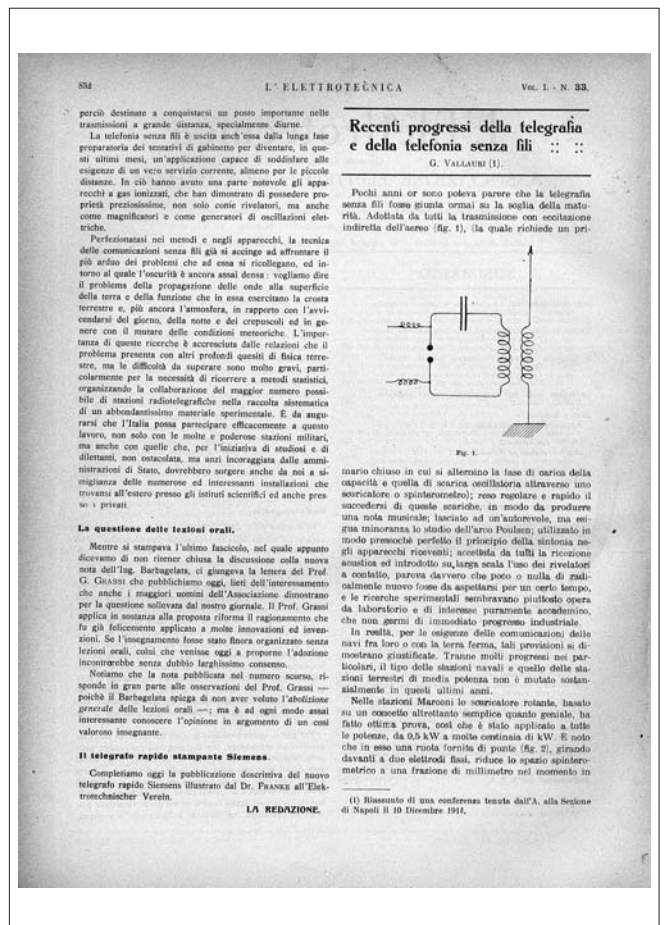 832
L'ELETTROTECNICA
VOL. I. - N. 33.
perciò destinate a conquistarsi un posto importante nelle
trasmissioni a grande distanza, specialmente diurne.
La telefonia senza fili è uscita anch'essa dalla lunga fase
preparatoria dei tentativi di gabinetto per diventare, in que-
sti ultimi mesi, un'applicazione capace di soddisfare alle
esigenze di un vero servizio corrente, almeno per le piccole
distanze. In ciò hanno avuto una parte notevole gli appa-
recchi a gas ionizzati, che han dimostrato di possedere pro-
prietà preziosissime, non solo come rivelatori, ma anche
come magnificatori e come generatori di oscillazioni elet-
triche.
Perfezionatasi nei metodi e negli apparecchi, la tecnica
delle comunicazioni senza fili già si accinge ad affrontare il
più arduo dei problemi che ad essa si ricollegano, ed in-
torno al quale l'oscurità è ancora assai densa: vogliamo dire
il problema della propagazione delle onde alla superficie
della terra e della funzione che in essa esercitano la crosta
terrestre e, più ancora l'atmosfera, in rapporto con l'avvi-
cendarsi del giorno, della notte e dei crepuscoli ed in ge-
nere con il mutare delle condizioni meteoriche. L'impor-
tanza di queste ricerche è accresciuta dalle relazioni che il
problema presenta con altri profondi quesiti di fisica terre-
stre, ma le difficoltà da superare sono molto gravi, parti-
colarmente per la necessità di ricorrere a metodi statistici,
organizzando la collaborazione del maggior numero possi-
bile di stazioni radiotelegrafiche nella raccolta sistematica
di un abbondantissimo materiale sperimentale. È da augu-
rarsi che l'Italia possa partecipare efficacemente a questo
lavoro, non solo con le molte e poderose stazioni militari,
ma anche con quelle che, per l'iniziativa di studiosi e di
dilettanti, non ostacolata, ma anzi incoraggiata dalle ammi-
nistrazioni di Stato, dovrebbero sorgere anche da noi a si-
miglianza delle numerose ed interessanti installazioni che
trovansi all'estero presso gli istituti scientifici ed anche pres-
so i privati.
La questione delle lezioni orali.
Mentre si stampava l'ultimo fascicolo, nel quale appunto
dicevamo di non ritener chiusa la discussione colla nuova
nota dell'Ing. Barbagelata, ci giungeva la lettera del Prof.
G. GRASSI che pubblichiamo oggi, lieti dell'interessamento
che anche i maggiori uomini dell'Associazione dimostrano
per la questione sollevata dal nostro giornale. Il Prof. Grassi
applica in sostanza alla proposta riforma il ragionamento che
fu già felicemente applicato a molte innovazioni ed inven-
zioni. Se l'insegnamento fosse stato finora organizzato senza
lezioni orali, colui che venisse oggi a proporne l'adozione
incontrerebbe senza dubbio larghissimo consenso.
Notiamo che la nota pubblicata nel numero scorso, ri-
sponde in gran parte alle osservazioni del Prof. Grassi —
poichè il Barbagelata spiega di non aver voluto l'abolizione
generale delle lezioni orali —; ma è ad ogni modo assai
interessante conoscere l'opinione in argomento di un così
valoroso insegnante.
Il telegrafo rapido stampante Siemens.
Completiamo oggi la pubblicazione descrittiva del nuovo
telegrafo rapido Siemens illustrato dal Dr. FRANKE all'Elek-
trotechnischer Verein.
LA REDAZIONE.
Recenti progressi della telegrafia
e della telefonia senza fili :: ::
G. VALLAURI (1).
Pochi anni or sono poteva parere che la telegrafia
senza fili fosse giunta ormai su la soglia della matu-
rità. Adottata da tutti la trasmissione con eccitazione
indiretta dell'aereo (fig. 1), (la quale richiede un pri-
Fig. 1.
mario chiuso in cui si alternino la fase di carica della
capacità e quella di scarica oscillatoria attraverso uno
scaricatore o spinterometro); reso regolare e rapido il
succedersi di queste scariche, in modo da produrre
una nota musicale; lasciato ad un'autorevole, ma esi-
gua minoranza lo studio dell'arco Poulsen; utilizzato in
modo pressochè perfetto il principio della sintonia ne-
gli apparecchi riceventi; accettata da tutti la ricezione
acustica ed introdotto su larga scala l'uso dei rivelatori
a contatto, pareva davvero che poco o nulla di radi-
calmente nuovo fosse da aspettarsi per un certo tempo,
e le ricerche sperimentali sembravano piuttosto opera
da laboratorio e di interesse puramente accademico,
che non germi di immediato progresso industriale.
In realtà, per le esigenze delle comunicazioni delle
navi fra loro o con la terra ferma, tali previsioni si di-
mostrano giustificate. Tranne molti progressi nei par-
ticolari, il tipo delle stazioni navali e quello delle sta-
zioni terrestri di media potenza non è mutato sostan-
zialmente in questi ultimi anni.
Nelle stazioni Marconi lo scaricatore rotante, basato
su un concetto altrettanto semplice quanto geniale, ha
fatto ottima prova, così che è stato applicato a tutte
le potenze, da 0,5 kW a molte centinaia di kW. È noto
che in esso una ruota fornita di punte (fig. 2), girando
davanti a due elettrodi fissi, riduce lo spazio spintero-
metrico a una frazione di millimetro nel momento in
(1) Riassunto di una conferenza tenuta dall'A. alla Sezione
di Napoli il 10 Dicembre 1914.